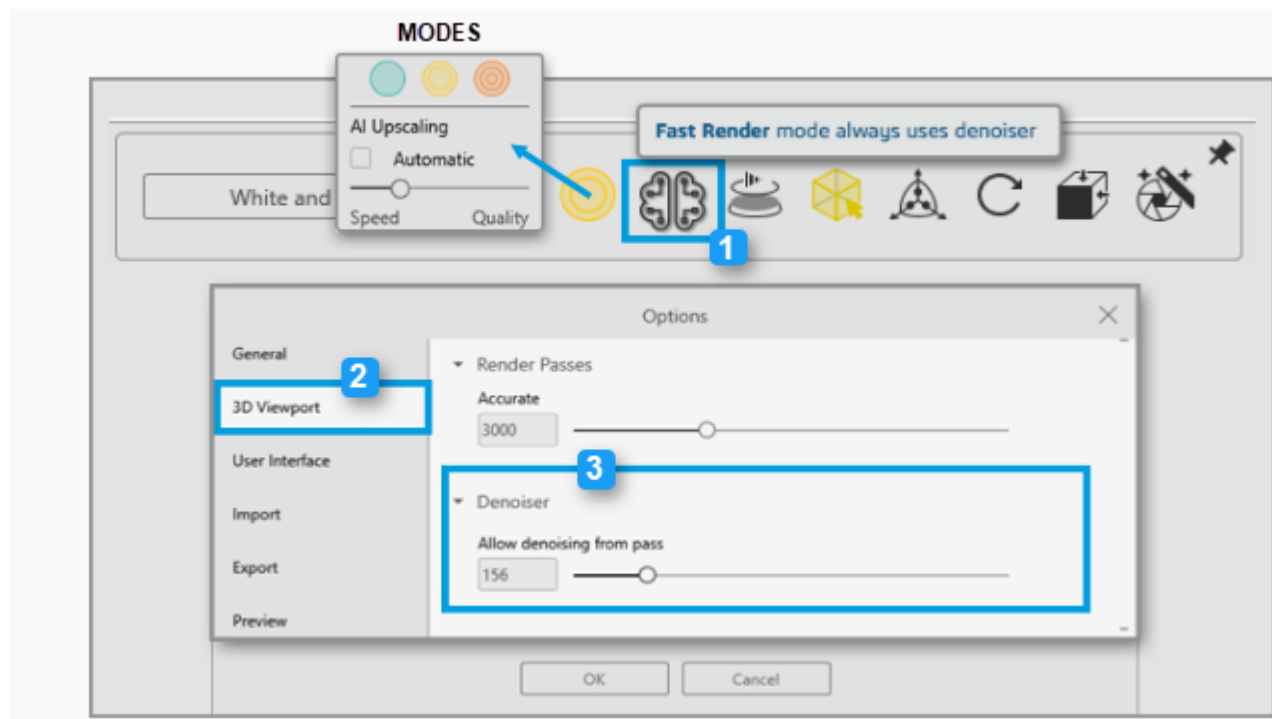 MODES
AI Upscaling
Automatic
Speed Quality
Fast Render mode always uses denoiser
White and
1
Options
General
2
3D Viewport
User Interface
Import
Export
Preview
Render Passes
Accurate
3000
3
Denoiser
Allow denoising from pass
156
OK Cancel